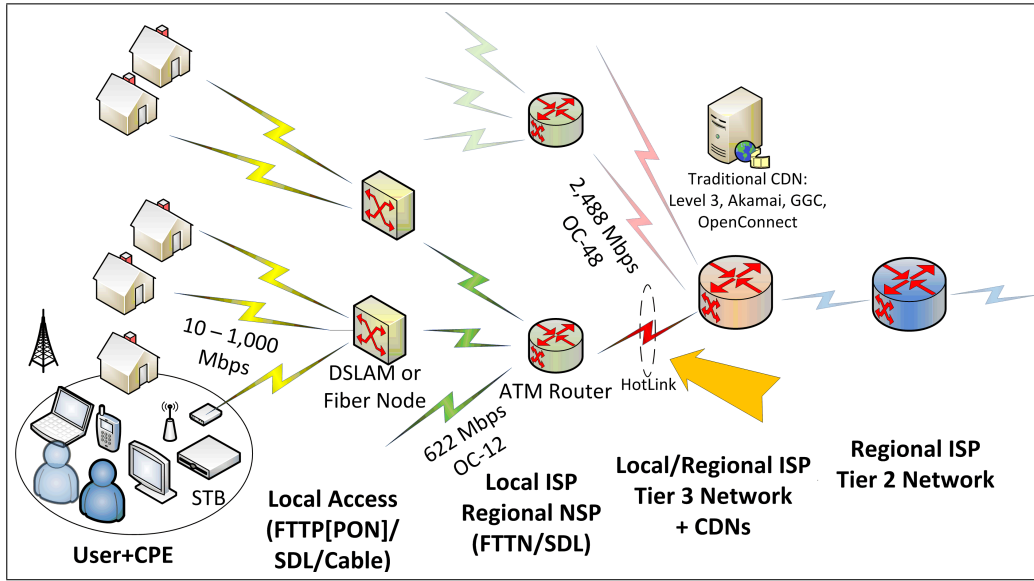 Traditional CDN:
Level 3, Akamai, GGC,
OpenConnect
2,488 Mbps
OC-48
10 – 1,000
Mbps
DSLAM or
Fiber Node
ATM Router
HotLink
622 Mbps
OC-12
STB
User+CPE
Local Access
(FTTP[PON]/
SDL/Cable)
Local ISP
Regional NSP
(FTTN/SDL)
Local/Regional ISP
Tier 3 Network
+ CDNs
Regional ISP
Tier 2 Network